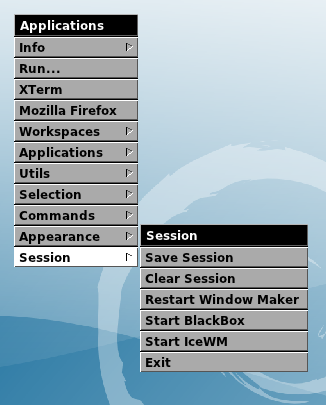 Applications
Info
Run...
XTerm
Mozilla Firefox
Workspaces
Applications
Utils
Selection
Commands
Appearance
Session
Session
Save Session
Clear Session
Restart Window Maker
Start BlackBox
Start IceWM
Exit